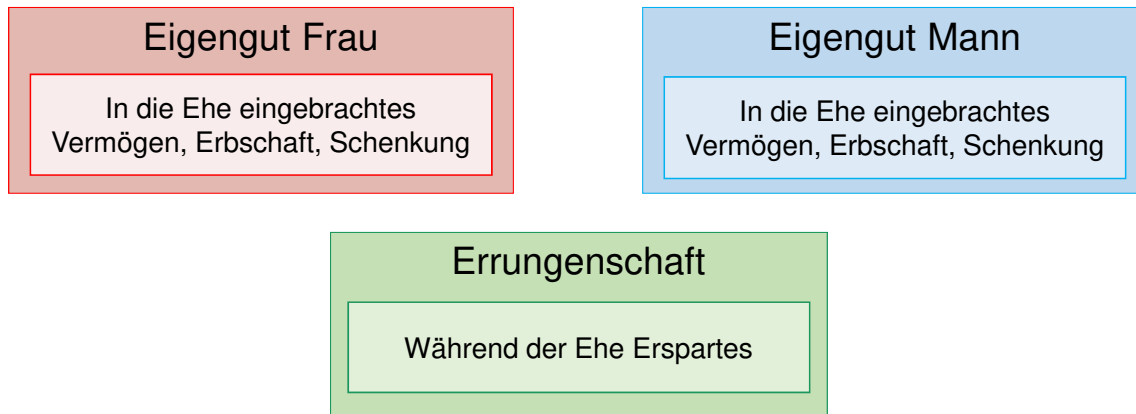 Eigengut Frau
In die Ehe eingebrachtes
Vermögen, Erbschaft, Schenkung
Eigengut Mann
In die Ehe eingebrachtes
Vermögen, Erbschaft, Schenkung
Errungenschaft
Während der Ehe Erspartes